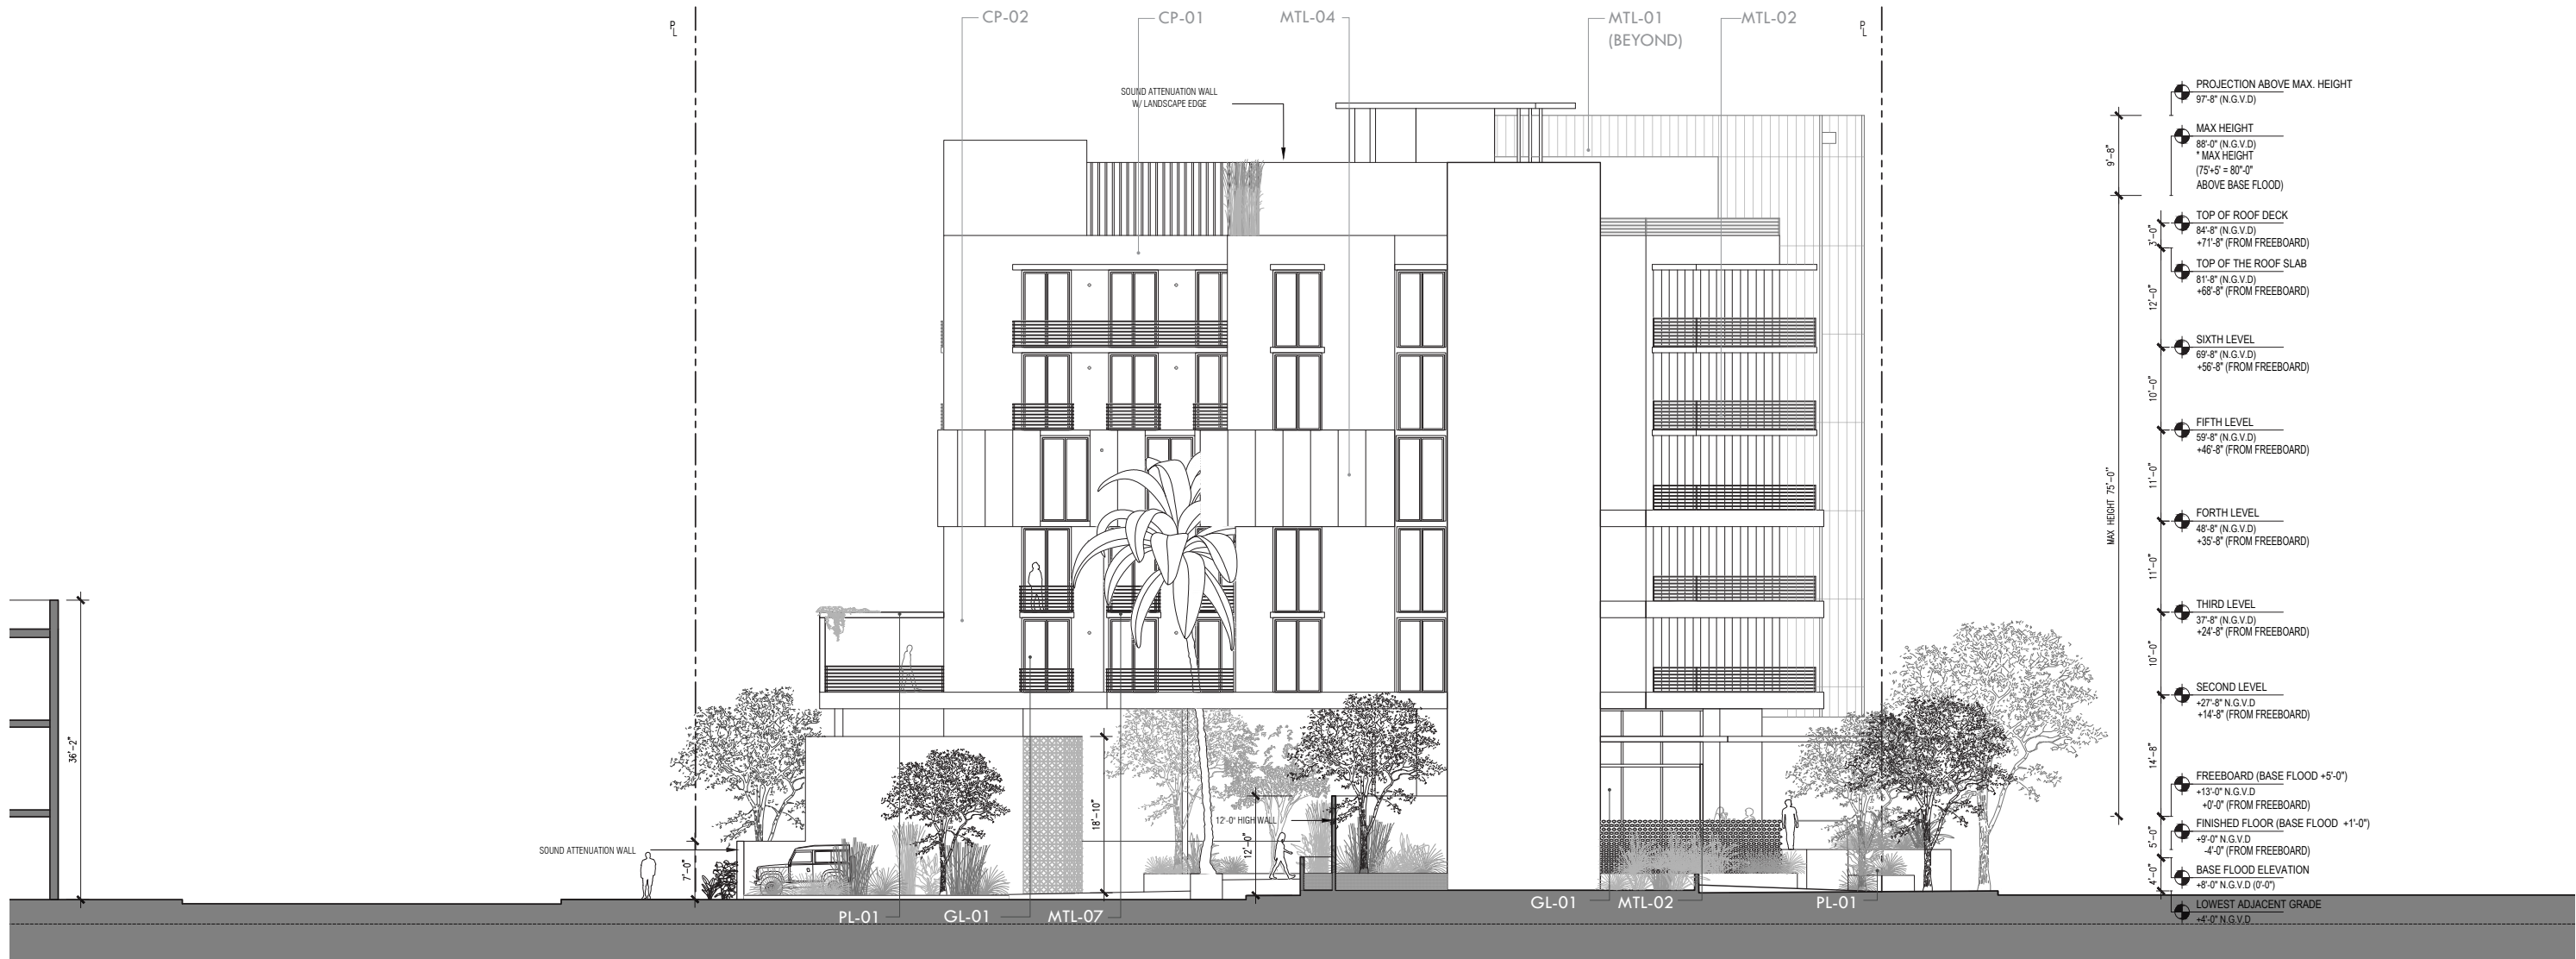 CP-02
CP-01
MTL-04
MTL-01
(BEYOND)
MTL-02
PL
PL
SOUND ATTENUATION WALL
W/ LANDSCAPE EDGE
PROJECTION ABOVE MAX. HEIGHT
97'-8" (N.G.V.D)
MAX HEIGHT
88'-0" (N.G.V.D)
* MAX HEIGHT
(75'+5' = 80'-0"
ABOVE BASE FLOOD)
9'-8"
TOP OF ROOF DECK
84'-8" (N.G.V.D)
+71'-8" (FROM FREEBOARD)
3'-0"
TOP OF THE ROOF SLAB
81'-8" (N.G.V.D)
+68'-8" (FROM FREEBOARD)
12'-0"
SIXTH LEVEL
69'-8" (N.G.V.D)
+56'-8" (FROM FREEBOARD)
10'-0"
FIFTH LEVEL
59'-8" (N.G.V.D)
+46'-8" (FROM FREEBOARD)
11'-0"
MAX HEIGHT 75'-0"
FORTH LEVEL
48'-8" (N.G.V.D)
+35'-8" (FROM FREEBOARD)
11'-0"
THIRD LEVEL
37'-8" (N.G.V.D)
+24'-8" (FROM FREEBOARD)
10'-0"
SECOND LEVEL
+27'-8" N.G.V.D
+14'-8" (FROM FREEBOARD)
14'-8"
FREEBOARD (BASE FLOOD +5'-0")
+13'-0" N.G.V.D
+0'-0" (FROM FREEBOARD)
FINISHED FLOOR (BASE FLOOD +1'-0")
+9'-0" N.G.V.D
-4'-0" (FROM FREEBOARD)
5'-0"
BASE FLOOD ELEVATION
+8'-0" N.G.V.D (0'-0")
4'-0"
LOWEST ADJACENT GRADE
+4'-0" N.G.V.D
36'-2"
SOUND ATTENUATION WALL
7'-0"
18'-10"
12'-0" HIGH WALL
12'-0"
PL-01
GL-01
MTL-07
GL-01
MTL-02
PL-01